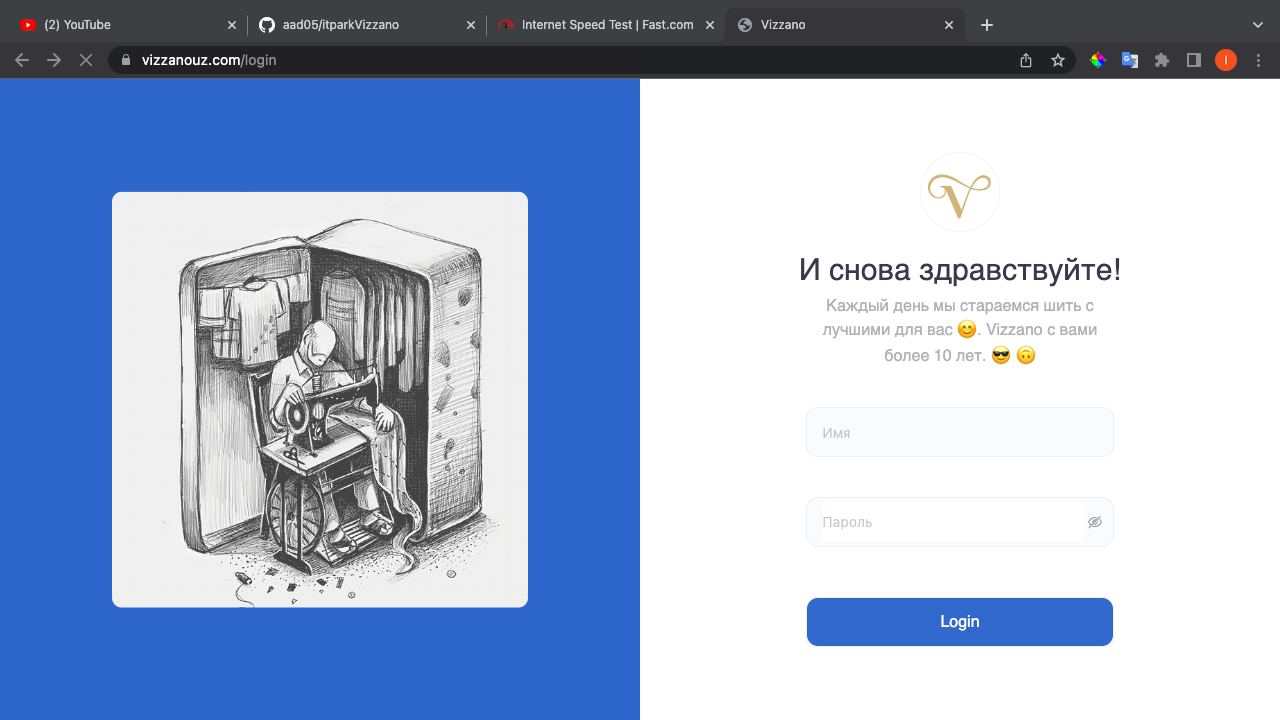 (2) YouTube
aad05/itparkVizzano
Internet Speed Test | Fast.com
Vizzano
vizzanouz.com/login
I
V
И снова здравствуйте!
Каждый день мы стараемся шить с
лучшими для вас 😊. Vizzano с вами
более 10 лет. 😎 🙃
Имя
Пароль
Login